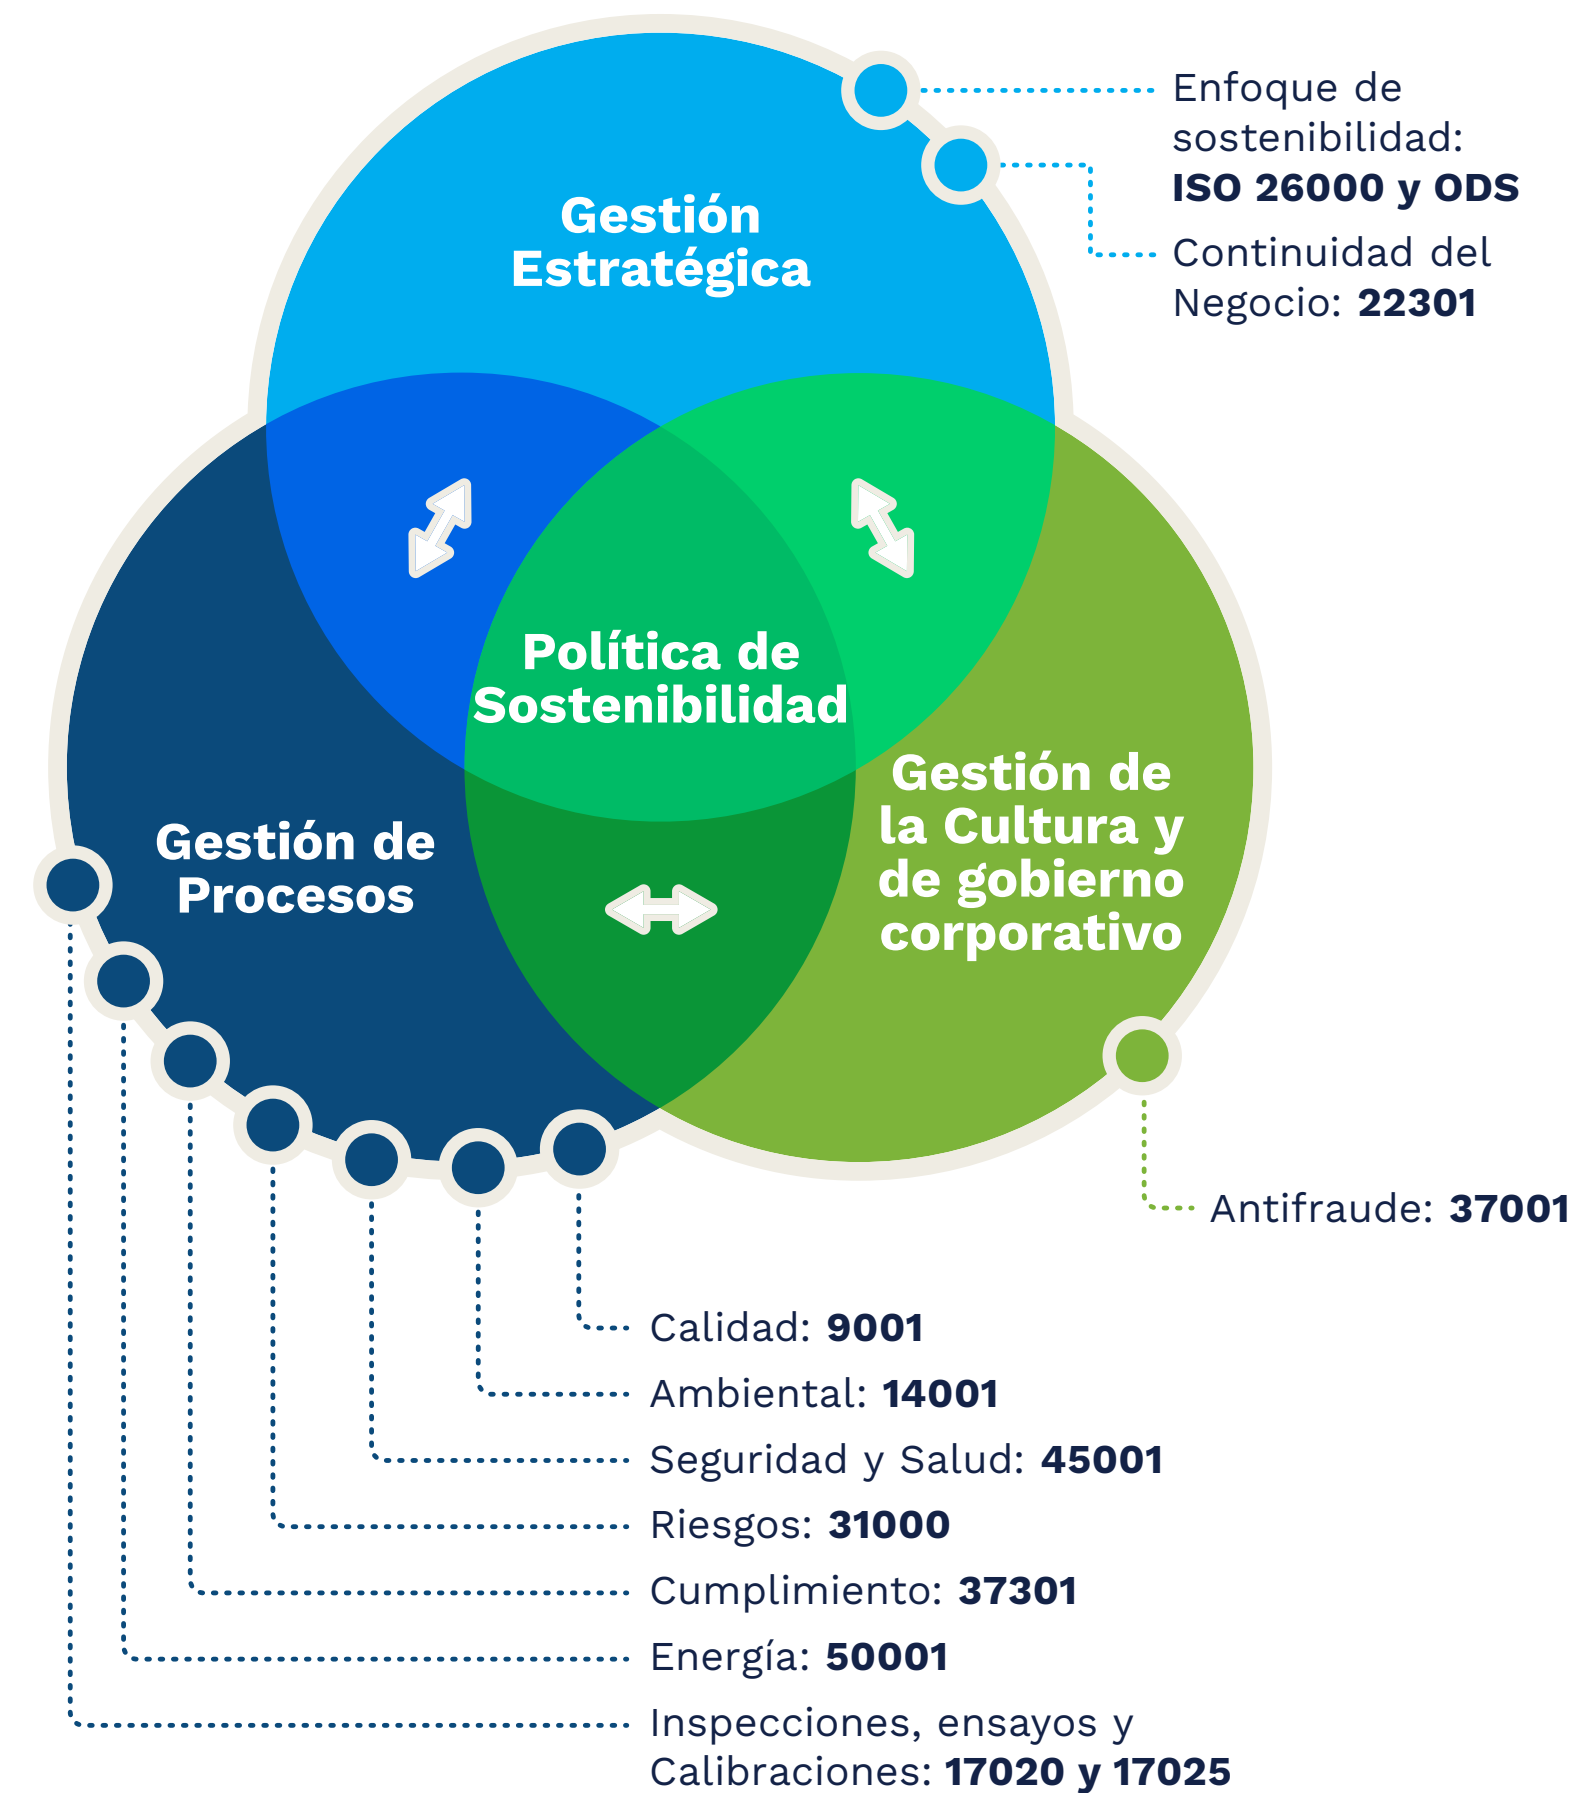 Enfoque de
sostenibilidad:
ISO 26000 y ODS
Continuidad del
Negocio: 22301
Gestión
Estratégica
Política de
Sostenibilidad
Gestión de
Procesos
Gestión de
la Cultura y
de gobierno
corporativo
Antifraude: 37001
Calidad: 9001
Ambiental: 14001
Seguridad y Salud: 45001
Riesgos: 31000
Cumplimiento: 37301
Energía: 50001
Inspecciones, ensayos y
Calibraciones: 17020 y 17025